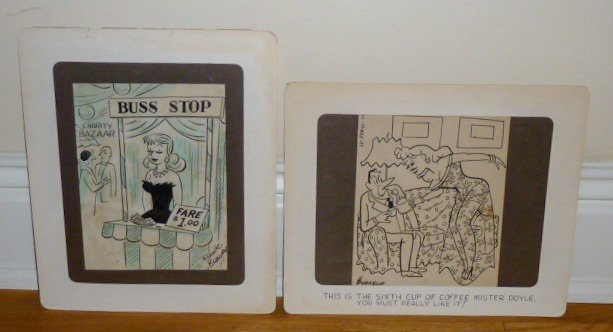 BUSS STOP
CHARITY
BAZAAR
FARE
$1.00
THIS IS THE SIXTH CUP OF COFFEE MISTER DOYLE,
YOU MUST REALLY LIKE IT!